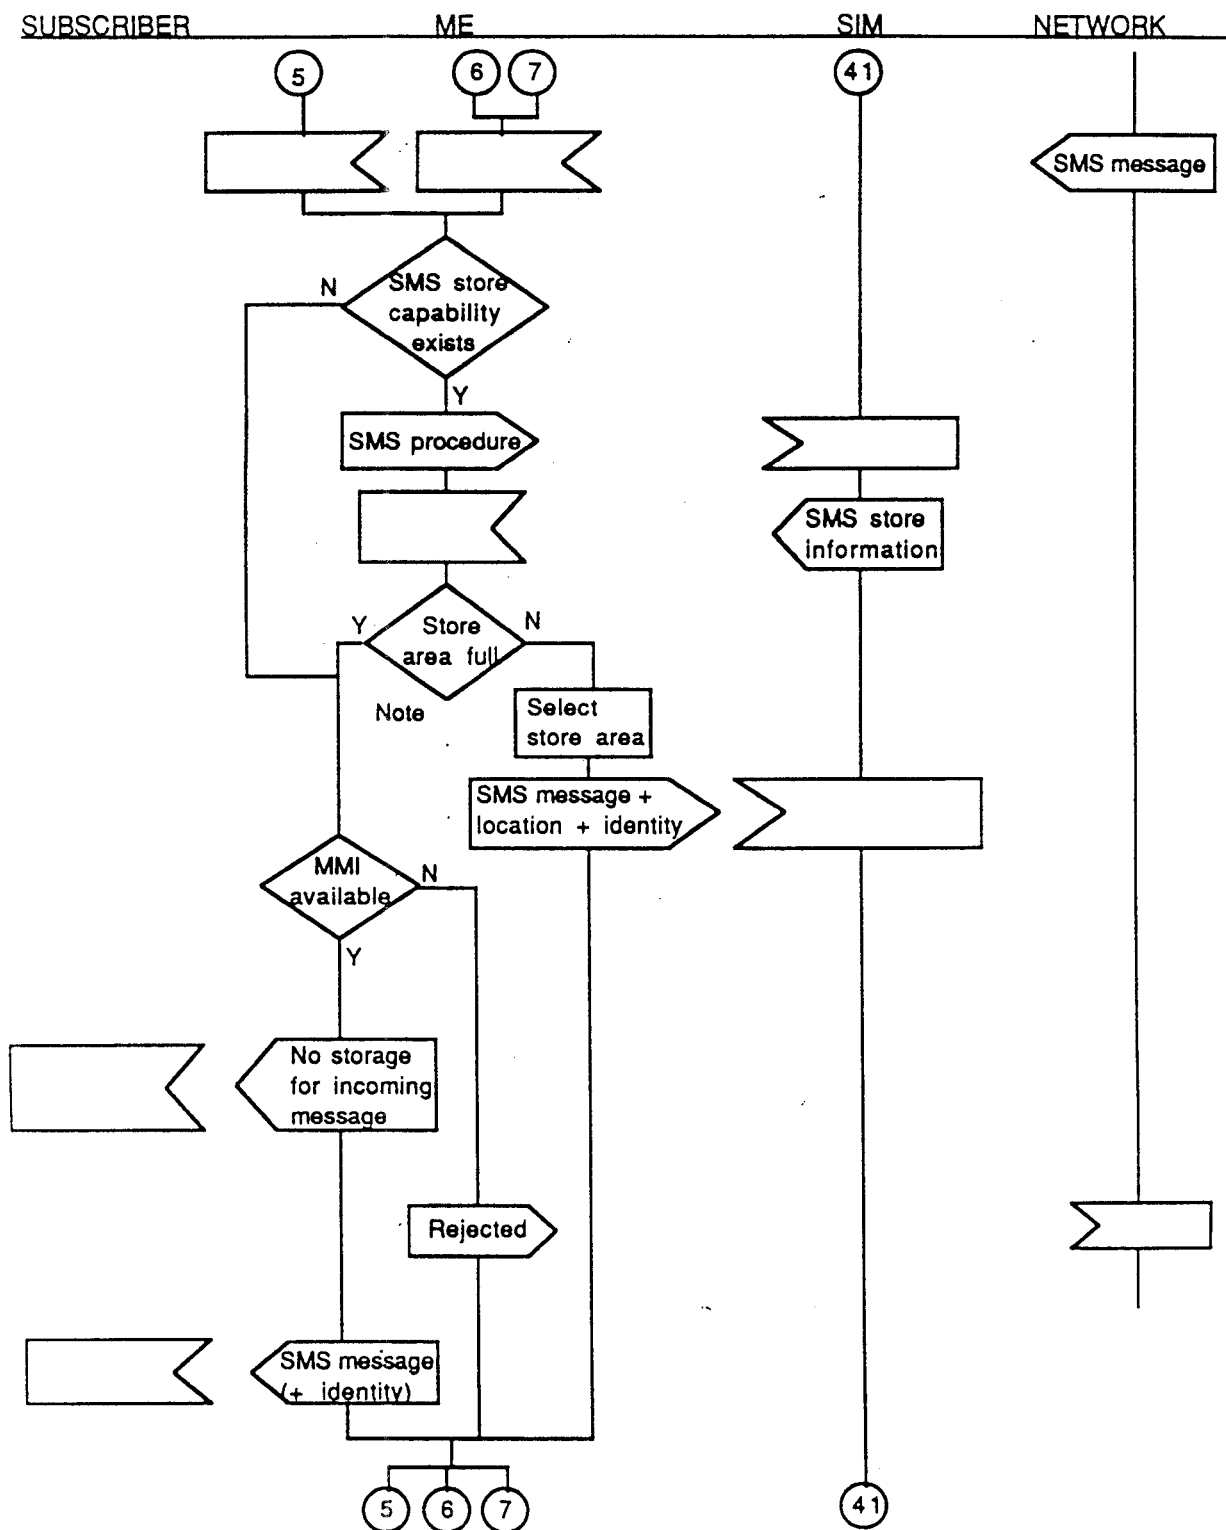 SUBSCRIBER ME SIM NETWORK
5 6 7 41
SMS message
SMS store
capability
exists
N
Y
SMS procedure
SMS store
information
Y
Store
area full
N
Note
Select
store area
SMS message +
location + identity
MMI
available
N
Y
No storage
for incoming
message
Rejected
SMS message
(+ identity)
5 6 7 41